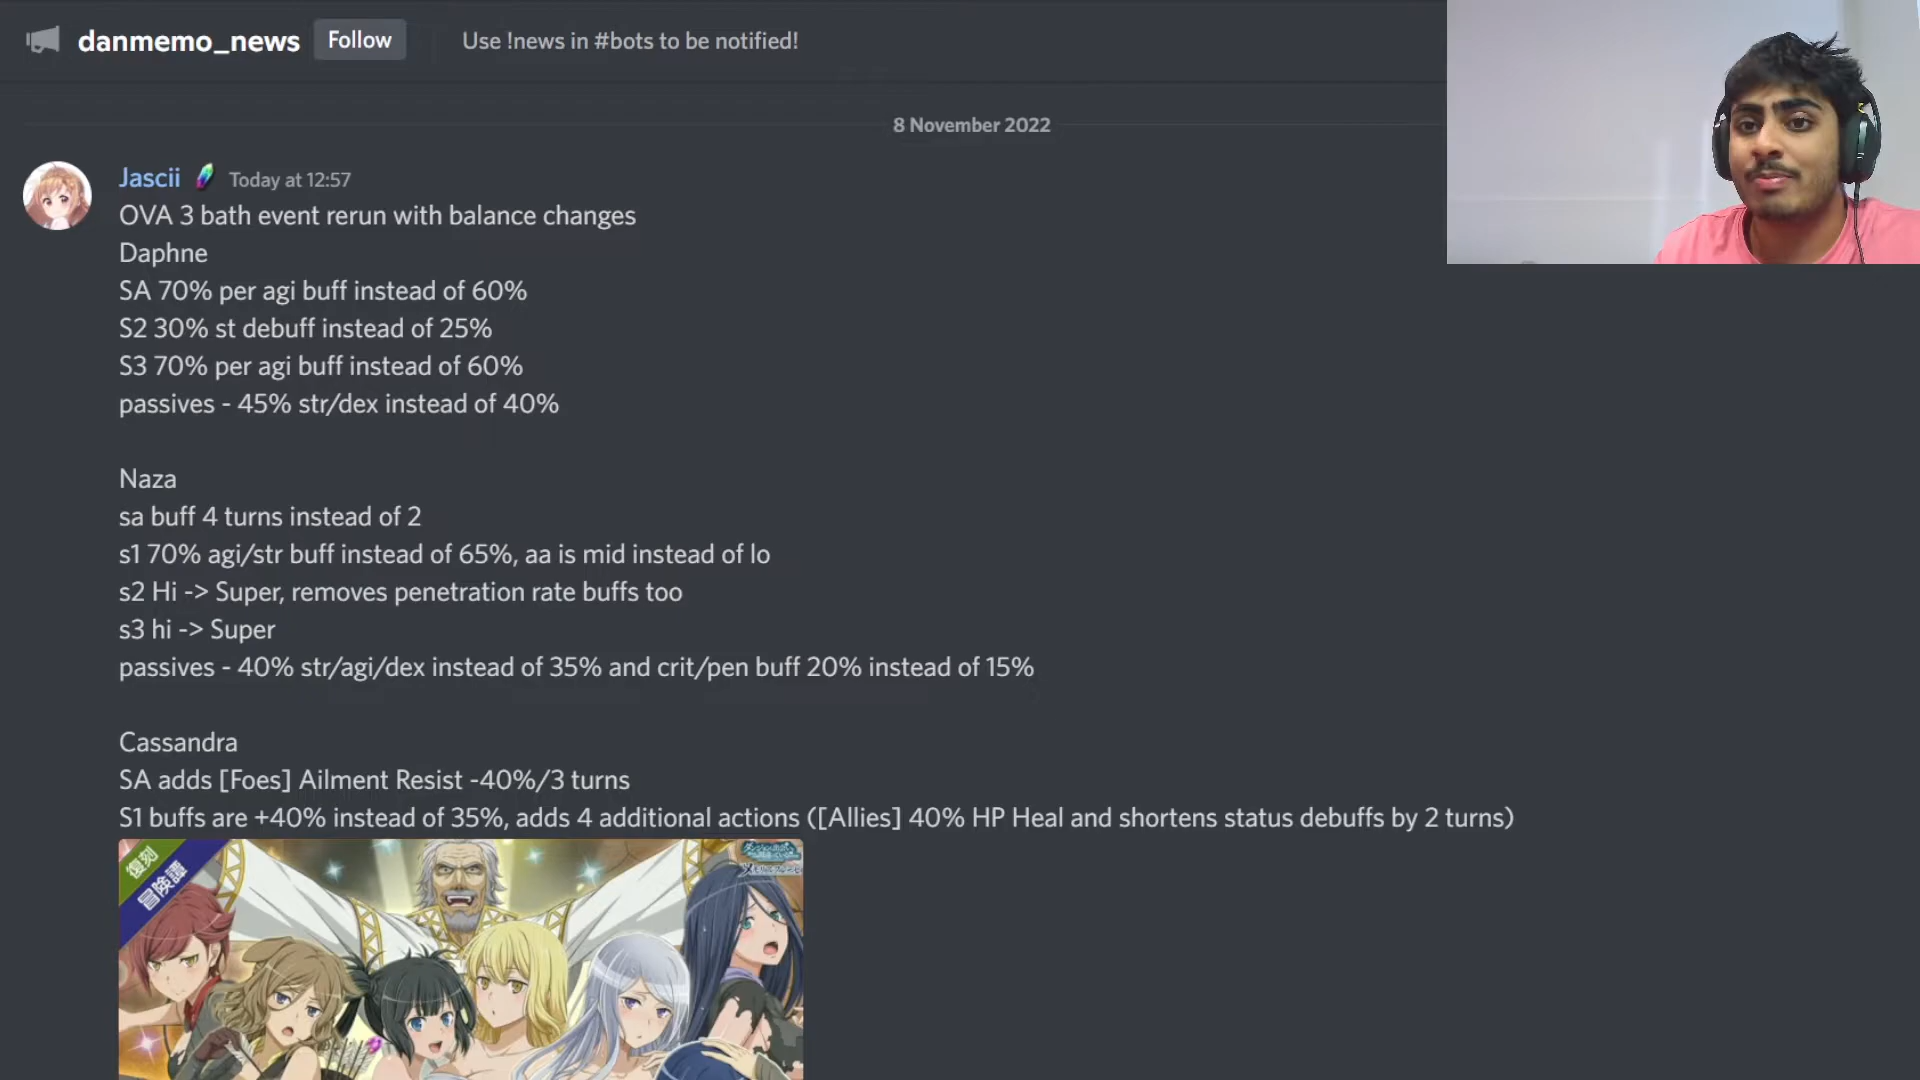 danmemo_news
Follow
Use !news in #bots to be notified!
8 November 2022
Jascii Today at 12:57
OVA 3 bath event rerun with balance changes
Daphne
SA 70% per agi buff instead of 60%
S2 30% st debuff instead of 25%
S3 70% per agi buff instead of 60%
passives - 45% str/dex instead of 40%
Naza
sa buff 4 turns instead of 2
s1 70% agi/str buff instead of 65%, aa is mid instead of lo
s2 Hi -> Super, removes penetration rate buffs too
s3 hi -> Super
passives - 40% str/agi/dex instead of 35% and crit/pen buff 20% instead of 15%
Cassandra
SA adds [Foes] Ailment Resist -40%/3 turns
S1 buffs are +40% instead of 35%, adds 4 additional actions ([Allies] 40% HP Heal and shortens status debuffs by 2 turns)
復刻
冒険譚